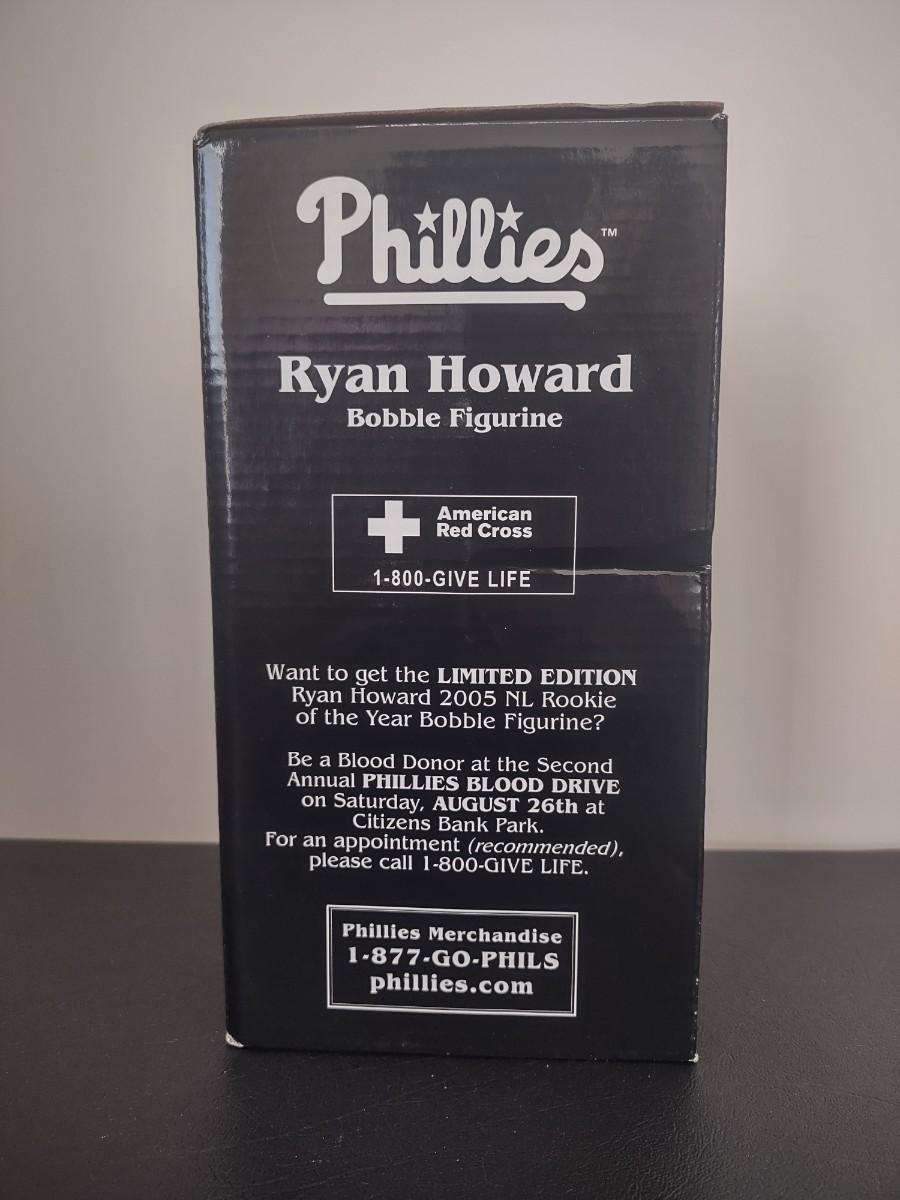 Phillies™
Ryan Howard
Bobble Figurine
American
Red Cross
1-800-GIVE LIFE
Want to get the LIMITED EDITION
Ryan Howard 2005 NL Rookie
of the Year Bobble Figurine?
Be a Blood Donor at the Second
Annual PHILLIES BLOOD DRIVE
on Saturday, AUGUST 26th at
Citizens Bank Park.
For an appointment (recommended),
please call 1-800-GIVE LIFE.
Phillies Merchandise
1-877-GO-PHILS
phillies.com